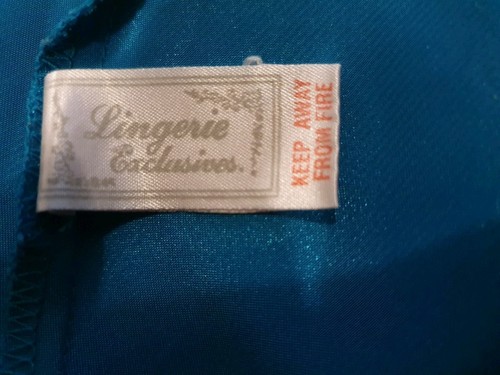 Lingerie
Exclusives.
KEEP AWAY
FROM FIRE